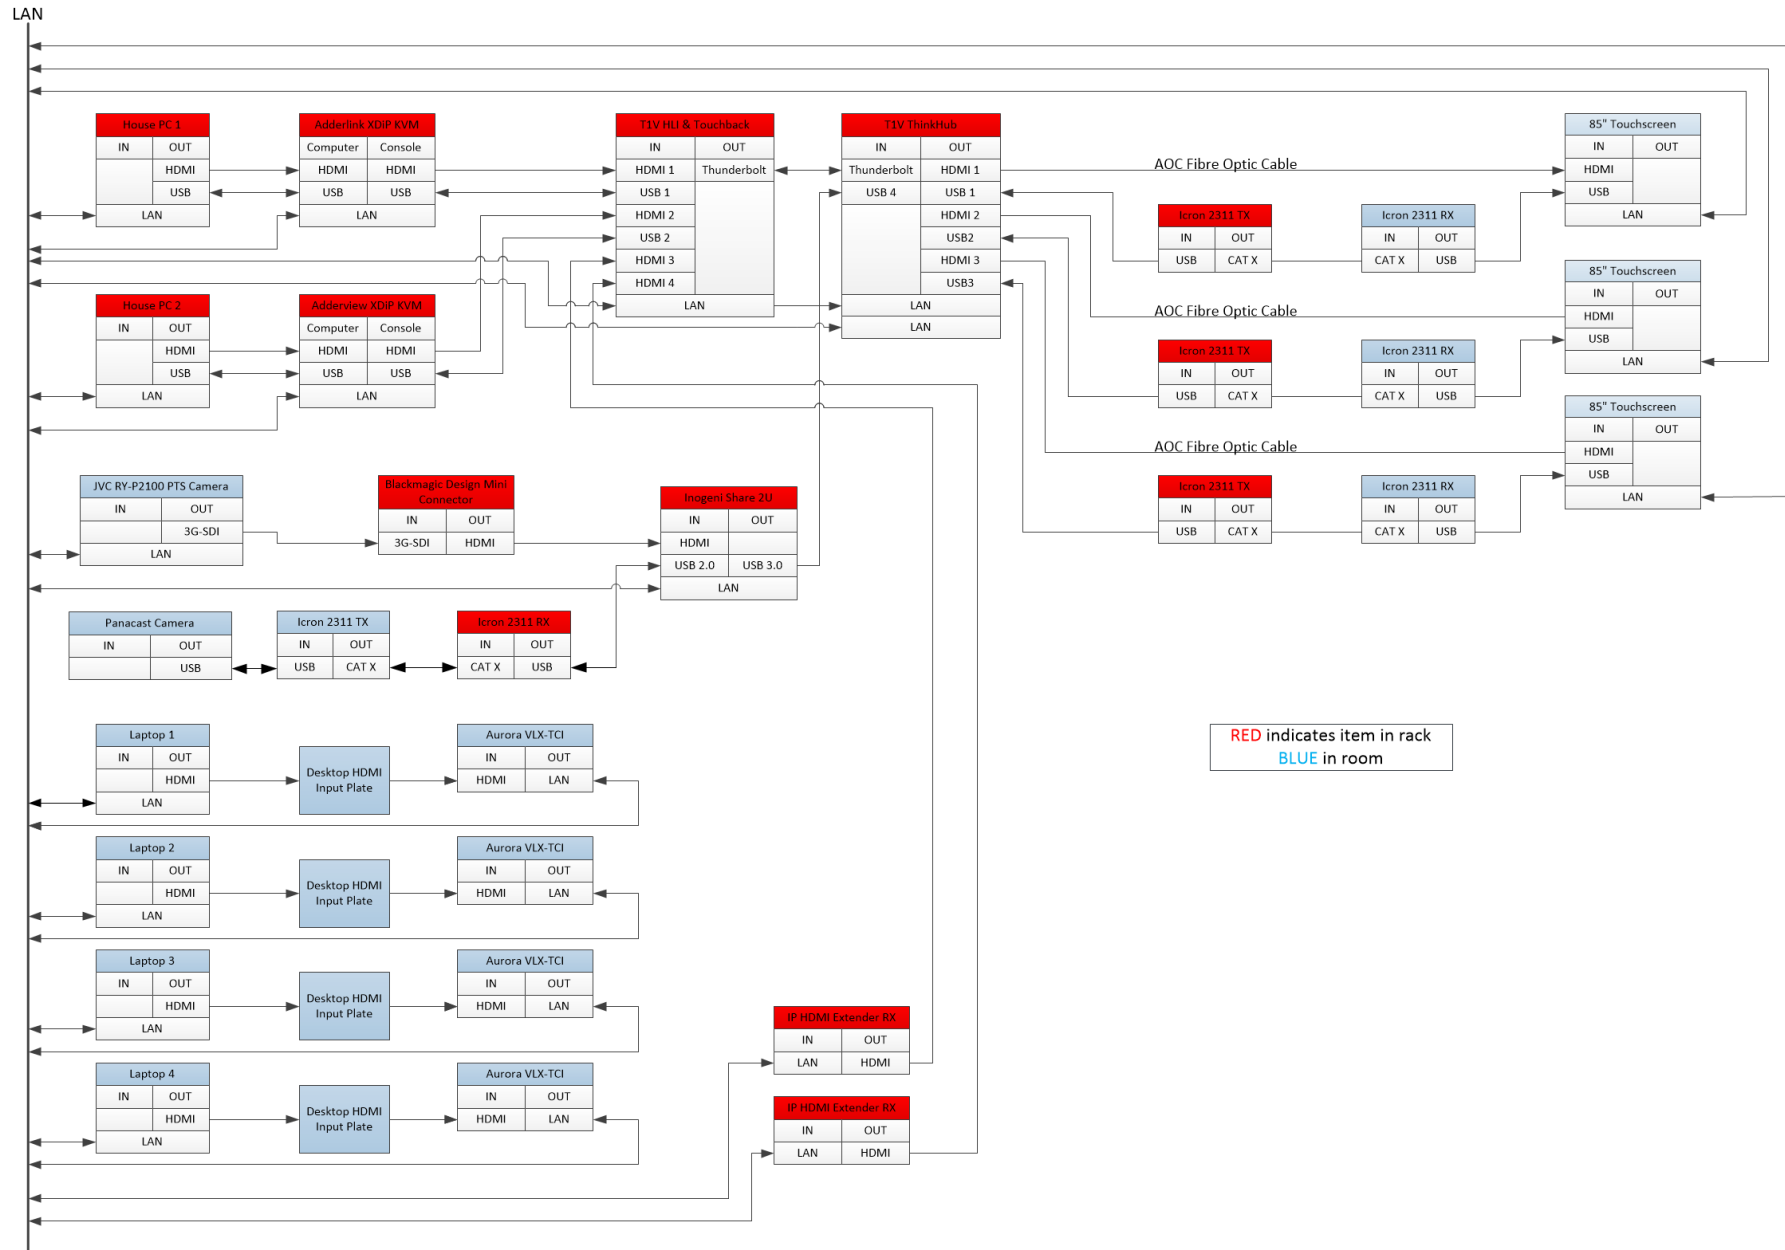 LAN
House PC 1
IN OUT
HDMI
USB
LAN
Adderlink XDiP KVM
Computer Console
HDMI HDMI
USB USB
LAN
T1V HLI & Touchback
IN OUT
HDMI 1 Thunderbolt
USB 1
HDMI 2
USB 2
HDMI 3
HDMI 4
LAN
T1V ThinkHub
IN OUT
Thunderbolt HDMI 1
USB 4 USB 1
HDMI 2
USB2
HDMI 3
USB3
LAN
LAN
AOC Fibre Optic Cable
85" Touchscreen
IN OUT
HDMI
USB
LAN
Icron 2311 TX
IN OUT
USB CAT X
Icron 2311 RX
IN OUT
CAT X USB
House PC 2
IN OUT
HDMI
USB
LAN
Adderview XDiP KVM
Computer Console
HDMI HDMI
USB USB
LAN
AOC Fibre Optic Cable
85" Touchscreen
IN OUT
HDMI
USB
LAN
Icron 2311 TX
IN OUT
USB CAT X
Icron 2311 RX
IN OUT
CAT X USB
AOC Fibre Optic Cable
85" Touchscreen
IN OUT
HDMI
USB
LAN
Icron 2311 TX
IN OUT
USB CAT X
Icron 2311 RX
IN OUT
CAT X USB
JVC RY-P2100 PTS Camera
IN OUT
3G-SDI
LAN
Blackmagic Design Mini
Connector
IN OUT
3G-SDI HDMI
Inogeni Share 2U
IN OUT
HDMI
USB 2.0 USB 3.0
LAN
Panacast Camera
IN OUT
USB
Icron 2311 TX
IN OUT
USB CAT X
Icron 2311 RX
IN OUT
CAT X USB
Laptop 1
IN OUT
HDMI
LAN
Desktop HDMI
Input Plate
Aurora VLX-TCI
IN OUT
HDMI LAN
RED indicates item in rack
BLUE in room
Laptop 2
IN OUT
HDMI
LAN
Desktop HDMI
Input Plate
Aurora VLX-TCI
IN OUT
HDMI LAN
Laptop 3
IN OUT
HDMI
LAN
Desktop HDMI
Input Plate
Aurora VLX-TCI
IN OUT
HDMI LAN
IP HDMI Extender RX
IN OUT
LAN HDMI
Laptop 4
IN OUT
HDMI
LAN
Desktop HDMI
Input Plate
Aurora VLX-TCI
IN OUT
HDMI LAN
IP HDMI Extender RX
IN OUT
LAN HDMI